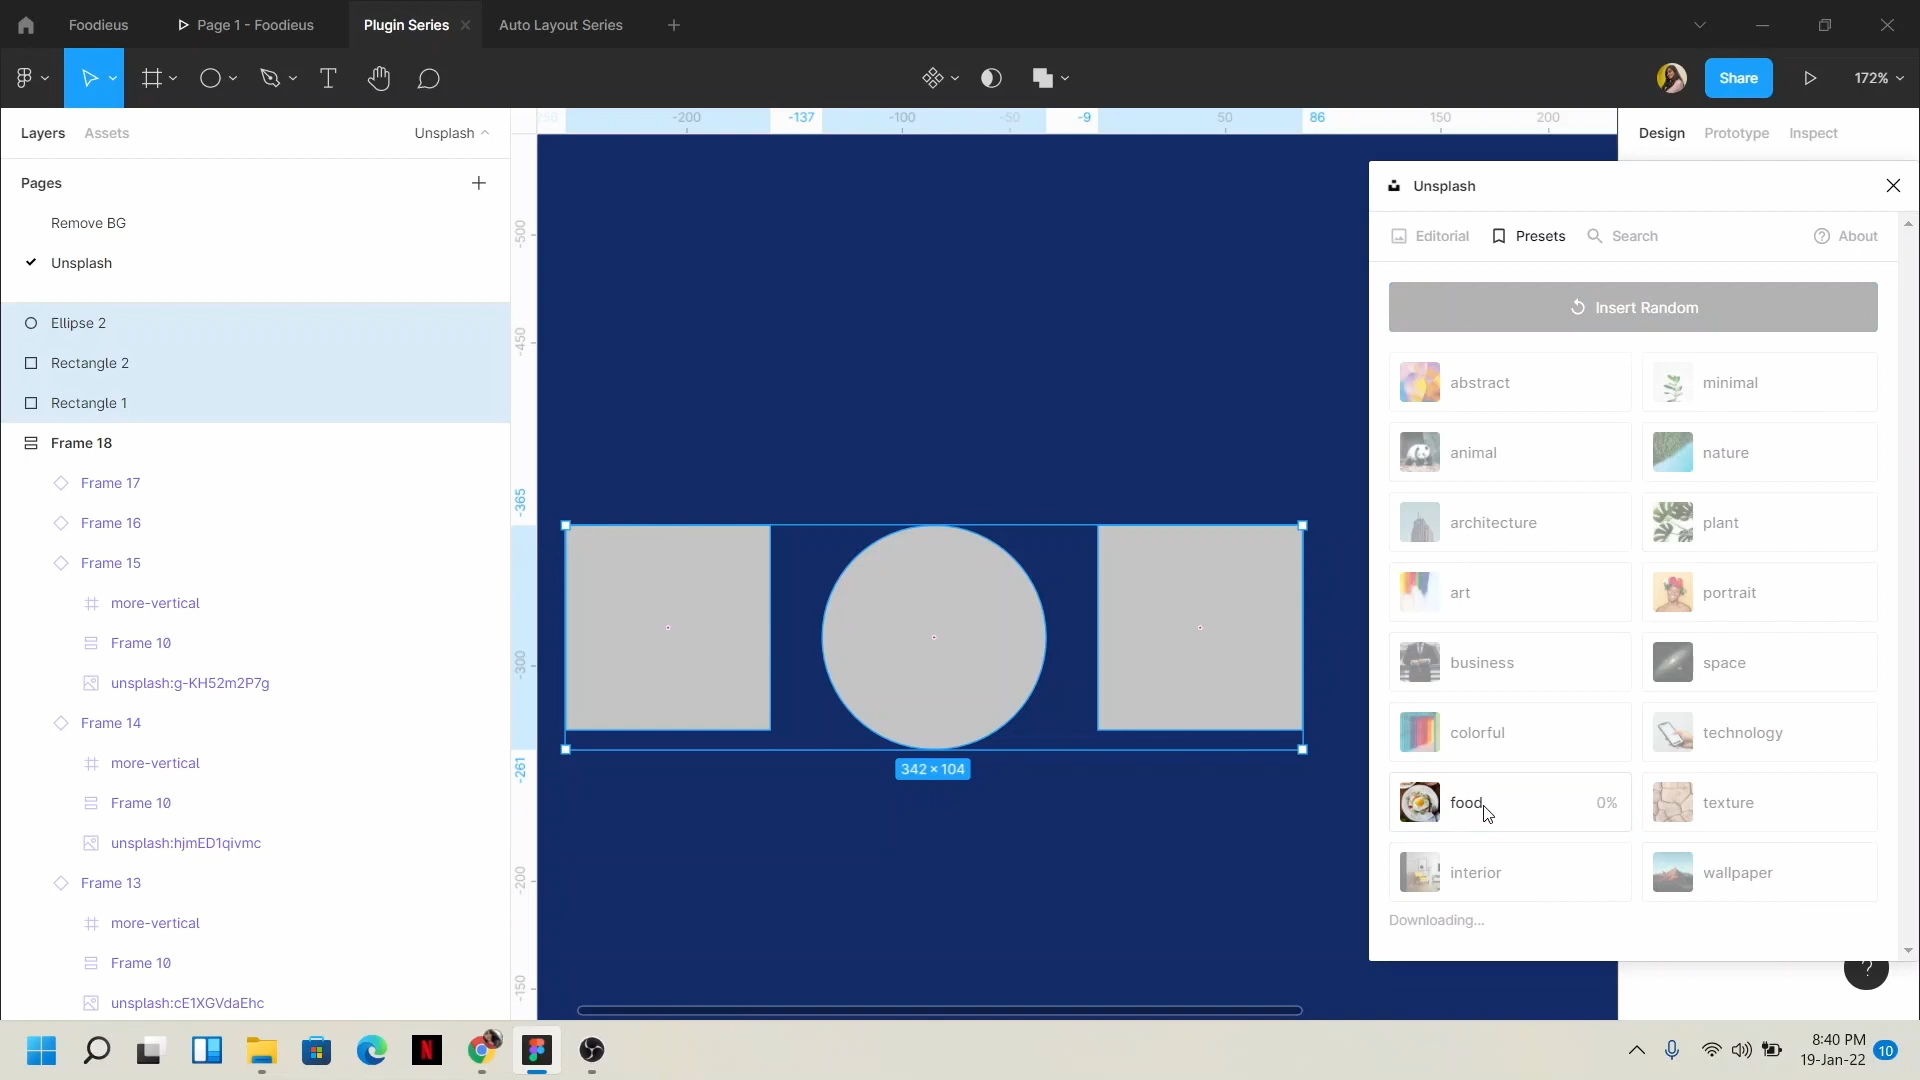 Foodieus
Page 1 - Foodieus
Plugin Series
Auto Layout Series
Share
172%
Layers
Assets
Unsplash
-200
-137
-100
-50
-9
50
86
150
200
Design
Prototype
Inspect
Pages
Remove BG
Unsplash
Ellipse 2
Rectangle 2
Rectangle 1
Frame 18
Frame 17
Frame 16
Frame 15
more-vertical
Frame 10
unsplash:g-KH52m2P7g
Frame 14
more-vertical
Frame 10
unsplash:hjmED1qivmc
Frame 13
more-vertical
Frame 10
unsplash:cE1XGVdaEhc
-500
-450
-365
-300
-261
-200
-150
342 × 104
Unsplash
Editorial
Presets
Search
About
Insert Random
abstract
minimal
animal
nature
architecture
plant
art
portrait
business
space
colorful
technology
food
0%
texture
interior
wallpaper
Downloading...
?
8:40 PM
19-Jan-22
10